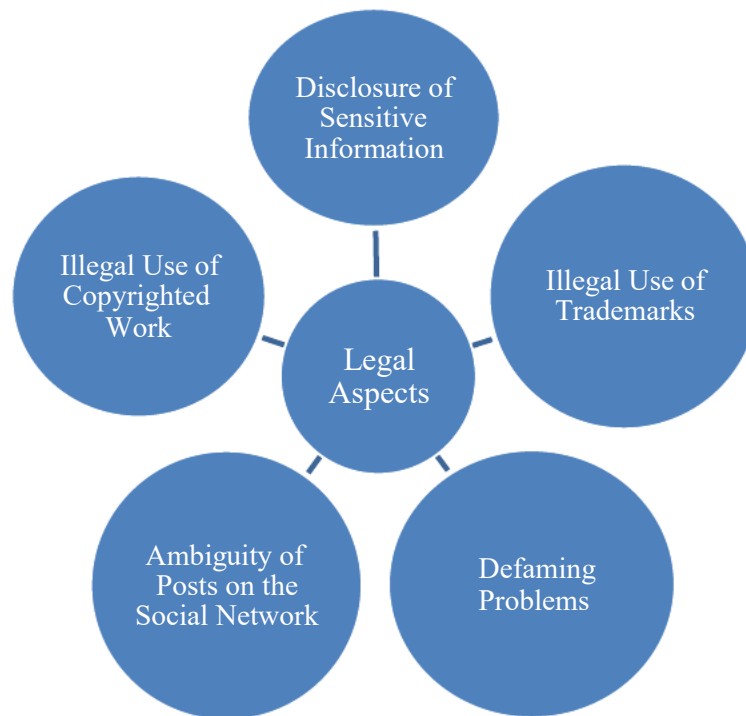 Disclosure of
Sensitive
Information
Illegal Use of
Copyrighted
Work
Illegal Use of
Trademarks
Legal
Aspects
Ambiguity of
Posts on the
Social Network
Defaming
Problems